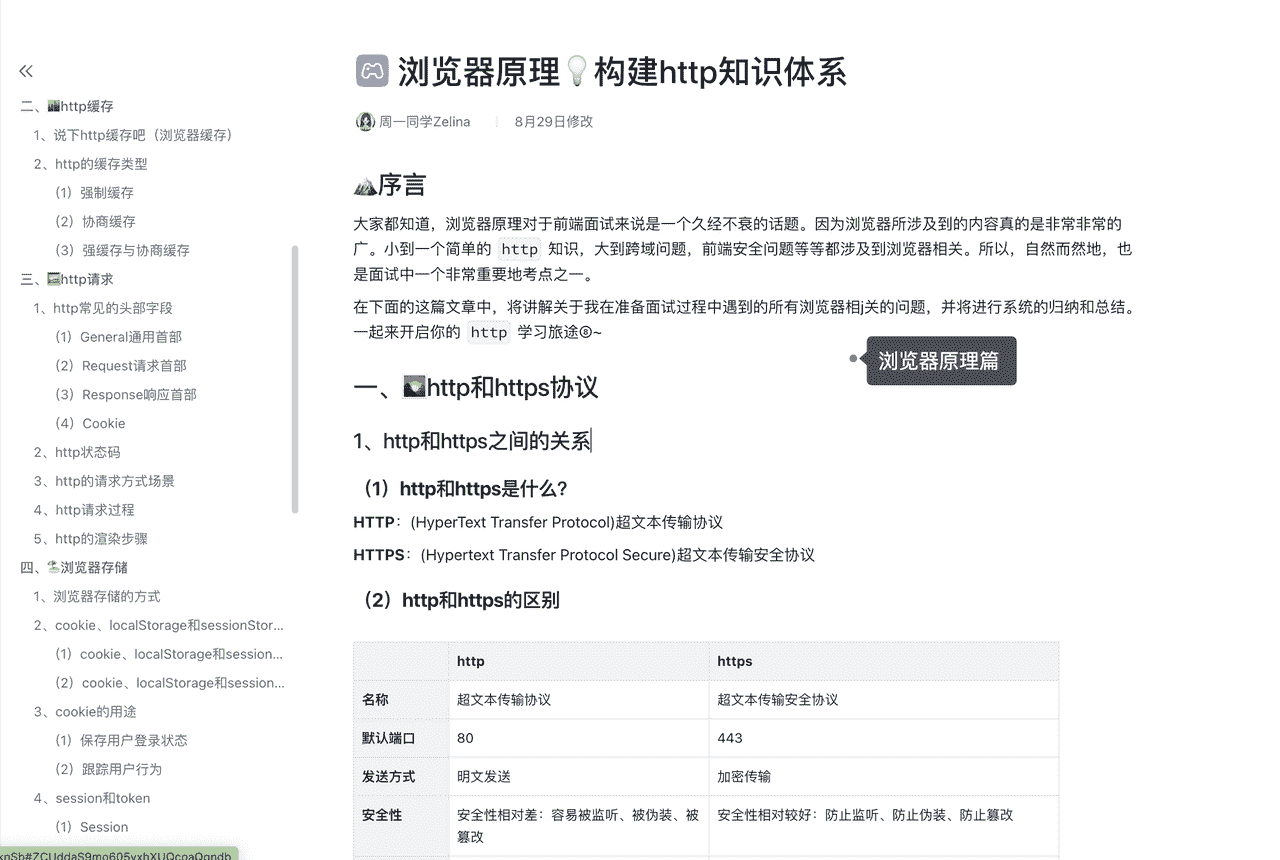 二、http缓存
1、说下http缓存吧（浏览器缓存）
2、http的缓存类型
（1）强制缓存
（2）协商缓存
（3）强缓存与协商缓存
三、http请求
1、http常见的头部字段
（1）General通用首部
（2）Request请求首部
（3）Response响应首部
（4）Cookie
2、http状态码
3、http的请求方式场景
4、http请求过程
5、http的渲染步骤
四、浏览器存储
1、浏览器存储的方式
2、cookie、localStorage和sessionStor...
（1）cookie、localStorage和session...
（2）cookie、localStorage和session...
3、cookie的用途
（1）保存用户登录状态
（2）跟踪用户行为
4、session和token
（1）Session
浏览器原理💡构建http知识体系
周一同学Zelina
8月29日修改
序言
大家都知道，浏览器原理对于前端面试来说是一个久经不衰的话题。因为浏览器所涉及到的内容真的是非常非常的
广。小到一个简单的 http 知识，大到跨域问题，前端安全问题等等都涉及到浏览器相关。所以，自然而然地，也
是面试中一个非常重要地考点之一。
在下面的这篇文章中，将讲解关于我在准备面试过程中遇到的所有浏览器相j关的问题，并将进行系统的归纳和总结。
一起来开启你的 http 学习旅途⑧~
浏览器原理篇
一、http和https协议
1、http和https之间的关系
（1）http和https是什么？
HTTP：(HyperText Transfer Protocol)超文本传输协议
HTTPS：(Hypertext Transfer Protocol Secure)超文本传输安全协议
（2）http和https的区别
http https
名称 超文本传输协议 超文本传输安全协议
默认端口 80 443
发送方式 明文发送 加密传输
安全性 安全性相对差：容易被监听、被伪装、被 安全性相对较好：防止监听、防止伪装、防止篡改
篡改